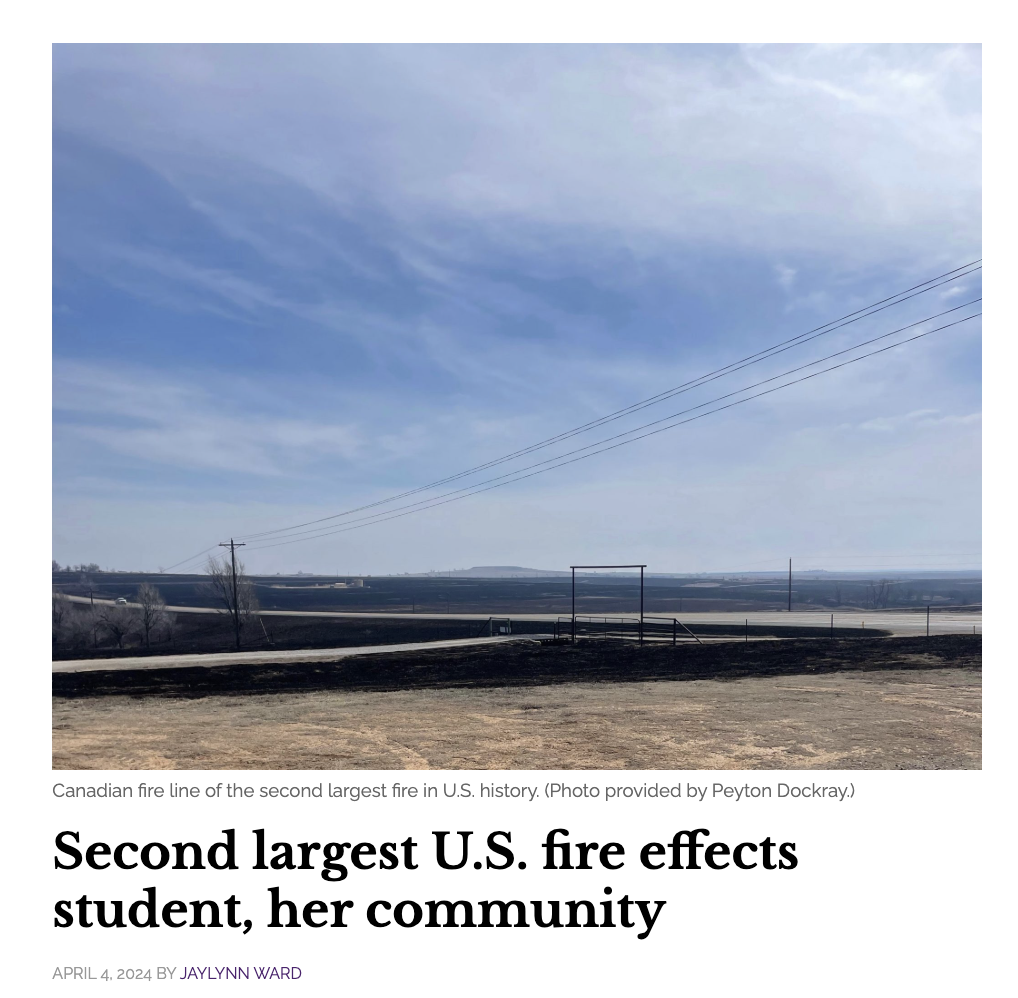 Canadian fire line of the second largest fire in U.S. history. (Photo provided by Peyton Dockray.)
Second largest U.S. fire effects
student, her community
APRIL 4, 2024 BY JAYLYNN WARD